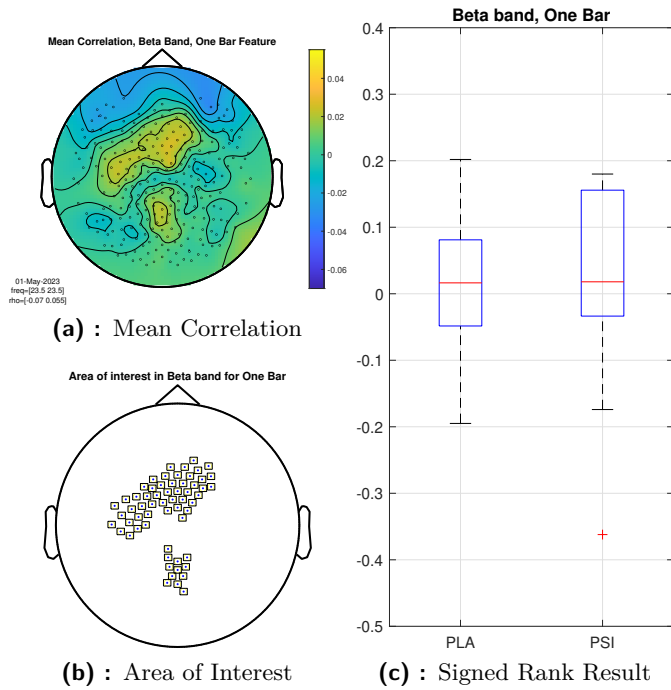 Mean Correlation, Beta Band, One Bar Feature
0.04
0.02
0
-0.02
-0.04
-0.06
01-May-2023
freq=[23.5 23.5]
rho=[-0.07 0.055]
(a) : Mean Correlation
Area of interest in Beta band for One Bar
(b) : Area of Interest
Beta band, One Bar
0.4
0.3
0.2
0.1
0
-0.1
-0.2
-0.3
-0.4
-0.5
PLA PSI
(c) : Signed Rank Result